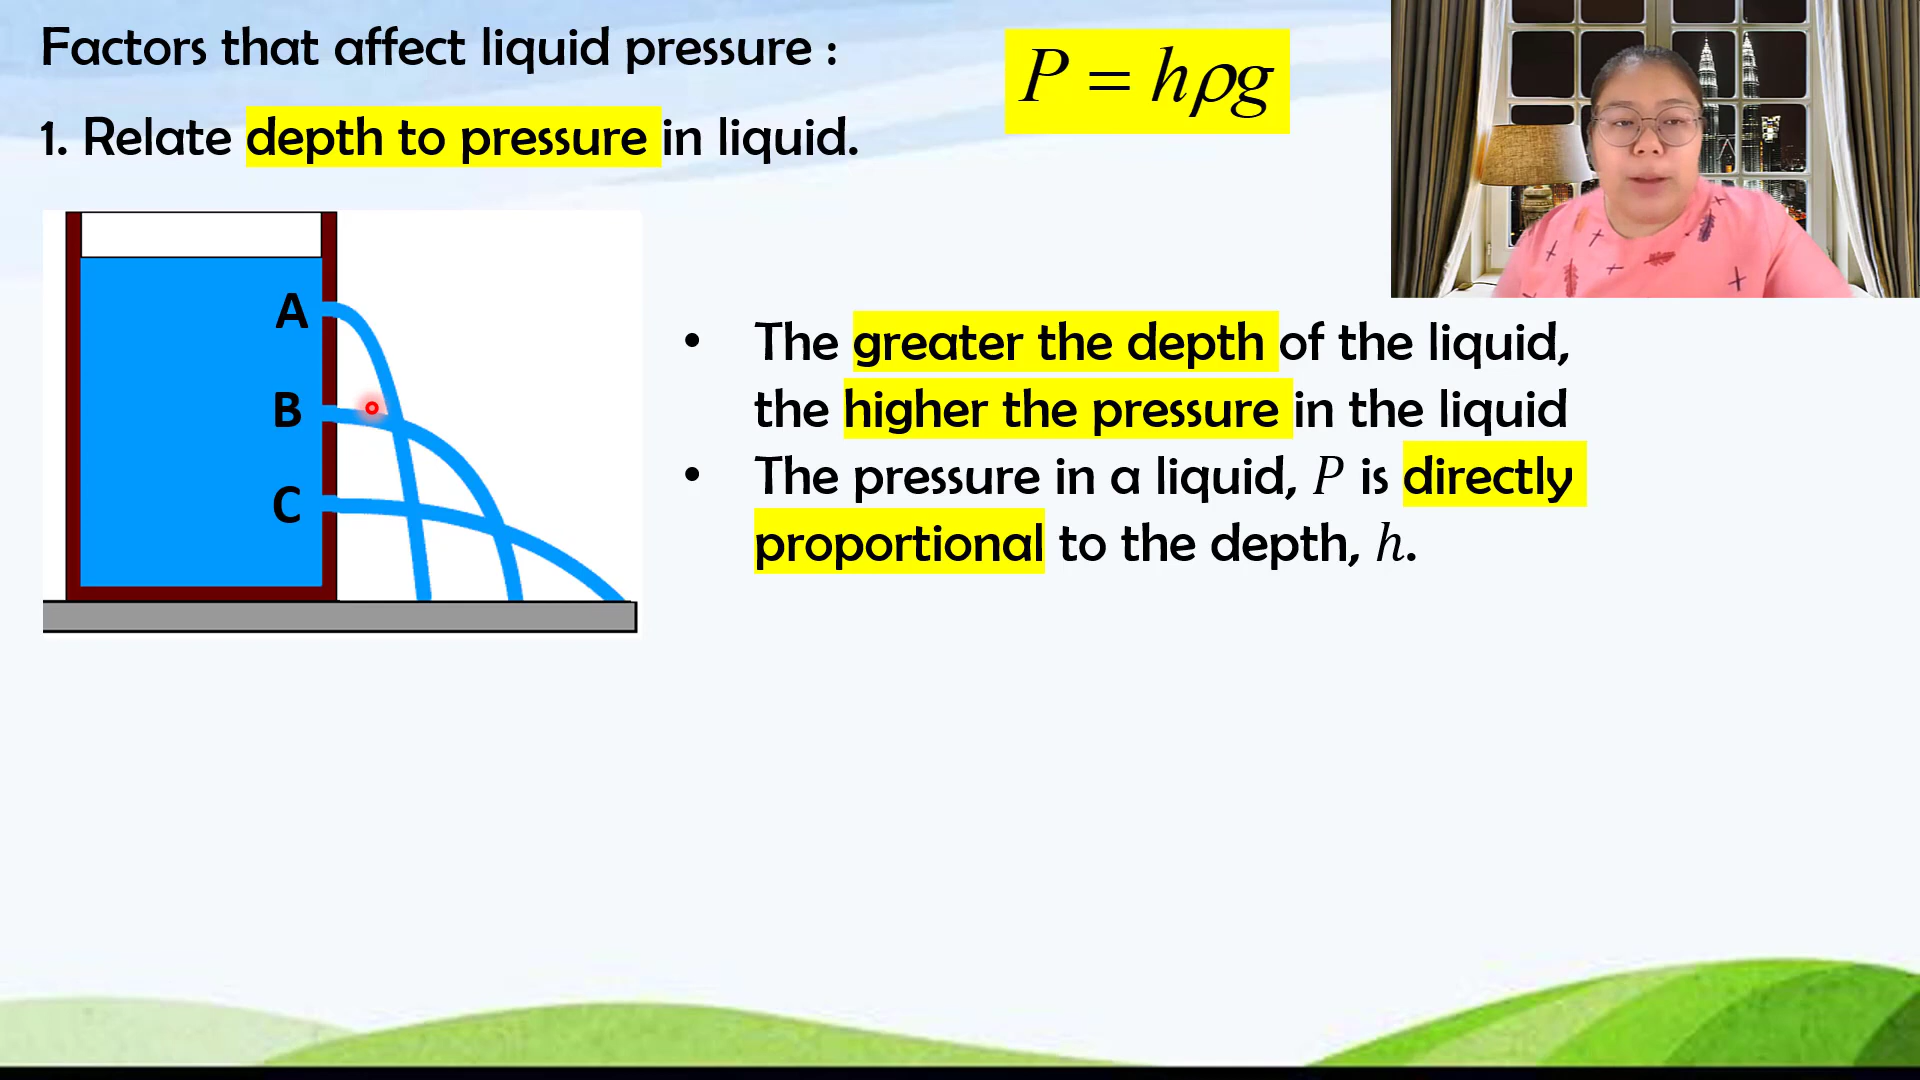 Factors that affect liquid pressure :
P = hρg
1. Relate depth to pressure in liquid.
A
B
C
• The greater the depth of the liquid,
the higher the pressure in the liquid
• The pressure in a liquid, P is directly
proportional to the depth, h.